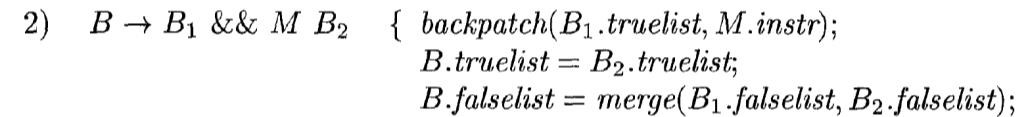 2) B → B₁ && M B₂ { backpatch(B₁.truelist, M.instr);
B.truelist = B₂.truelist;
B.falselist = merge(B₁.falselist, B₂.falselist);